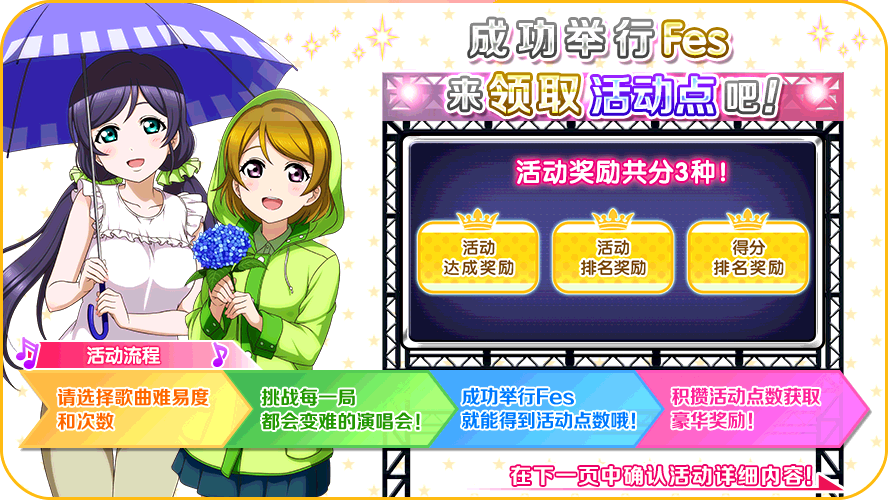 成功举行Fes
来领取活动点吧!
活动奖励共分3种!
活动
达成奖励
活动
排名奖励
得分
排名奖励
活动流程
请选择歌曲难易度
和次数
挑战每一局
都会变难的演唱会!
成功举行Fes
就能得到活动点数哦!
积攒活动点数获取
豪华奖励!
在下一页中确认活动详细内容!